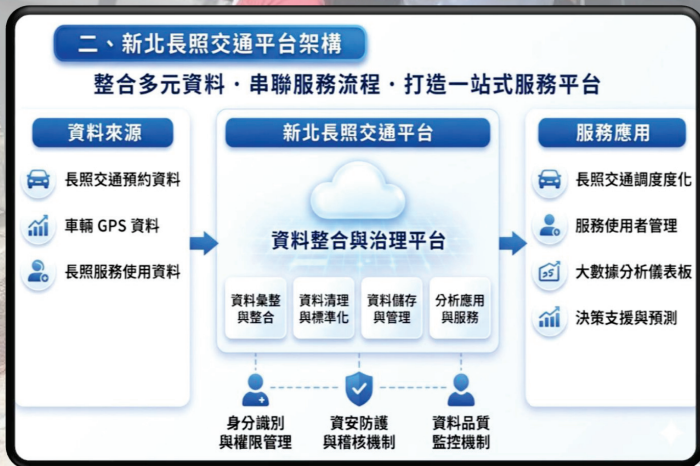 二、新北長照交通平台架構
整合多元資料・串聯服務流程・打造一站式服務平台
資料來源
長照交通預約資料
車輛 GPS 資料
長照服務使用資料
新北長照交通平台
資料整合與治理平台
資料彙整
與整合
資料清理
與標準化
資料儲存
與管理
分析應用
與服務
身分識別
與權限管理
資安防護
與稽核機制
資料品質
監控機制
服務應用
長照交通調度度化
服務使用者管理
大數據分析儀表板
決策支援與預測